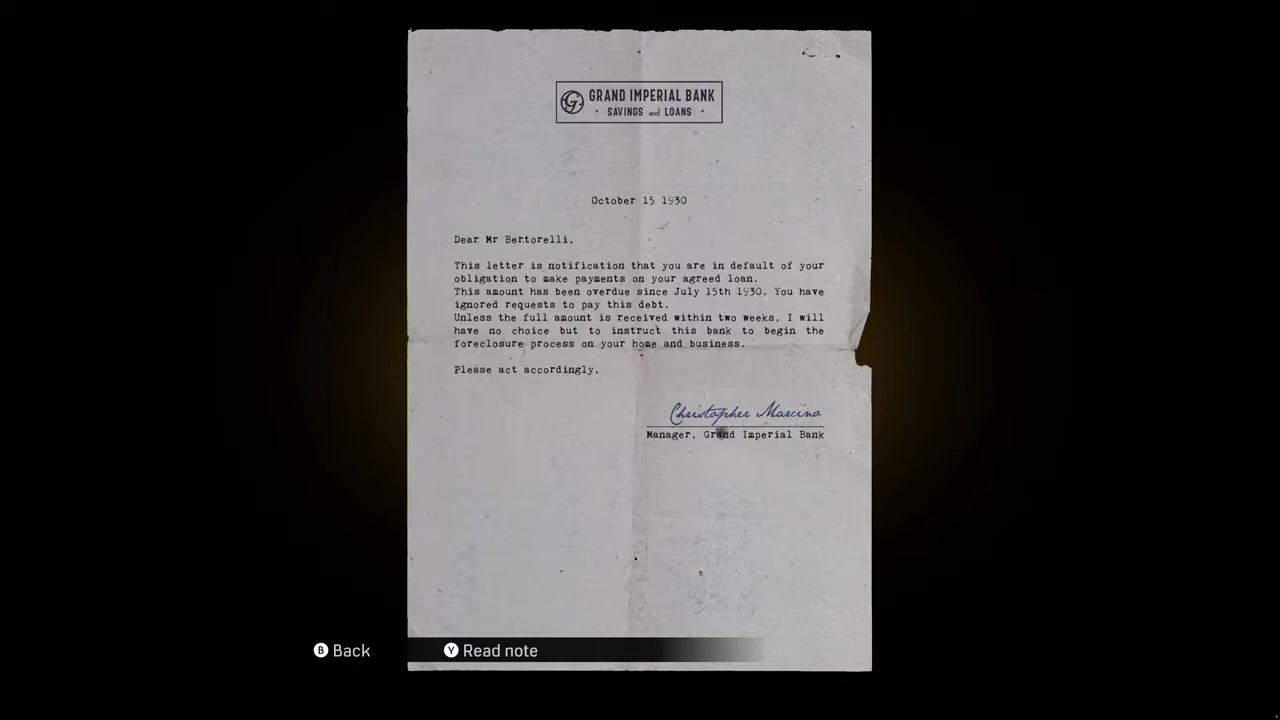 GRAND IMPERIAL BANK
· SAVINGS and LOANS ·
October 15 1930
Dear Mr Bertorelli,
This letter is notification that you are in default of your
obligation to make payments on your agreed loan.
This amount has been overdue since July 15th 1930. You have
ignored requests to pay this debt.
Unless the full amount is received within two weeks, I will
have no choice but to instruct this bank to begin the
foreclosure process on your home and business.
Please act accordingly,
Christopher Marcino
Manager, Grand Imperial Bank
B Back
Y Read note